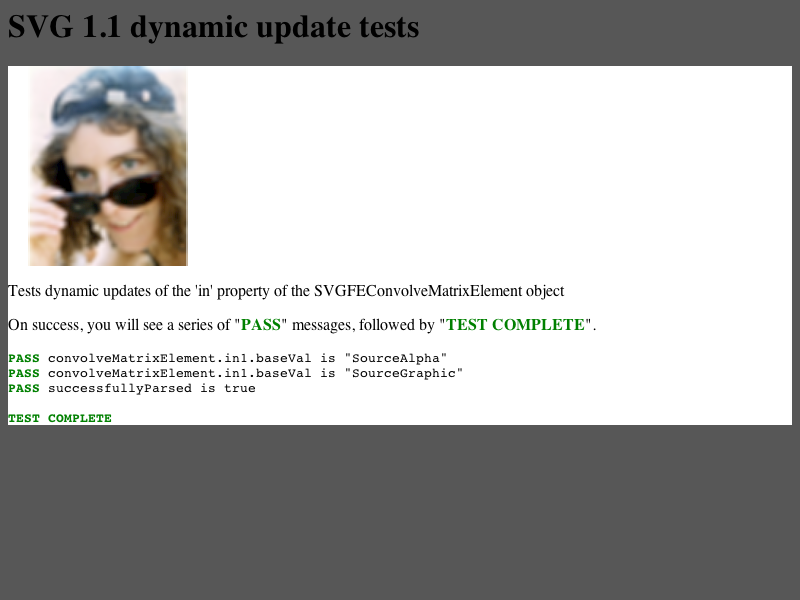 SVG 1.1 dynamic update tests
Tests dynamic updates of the 'in' property of the SVGFEConvolveMatrixElement object
On success, you will see a series of "PASS" messages, followed by "TEST COMPLETE".
PASS convolveMatrixElement.in1.baseVal is "SourceAlpha"
PASS convolveMatrixElement.in1.baseVal is "SourceGraphic"
PASS successfullyParsed is true
TEST COMPLETE